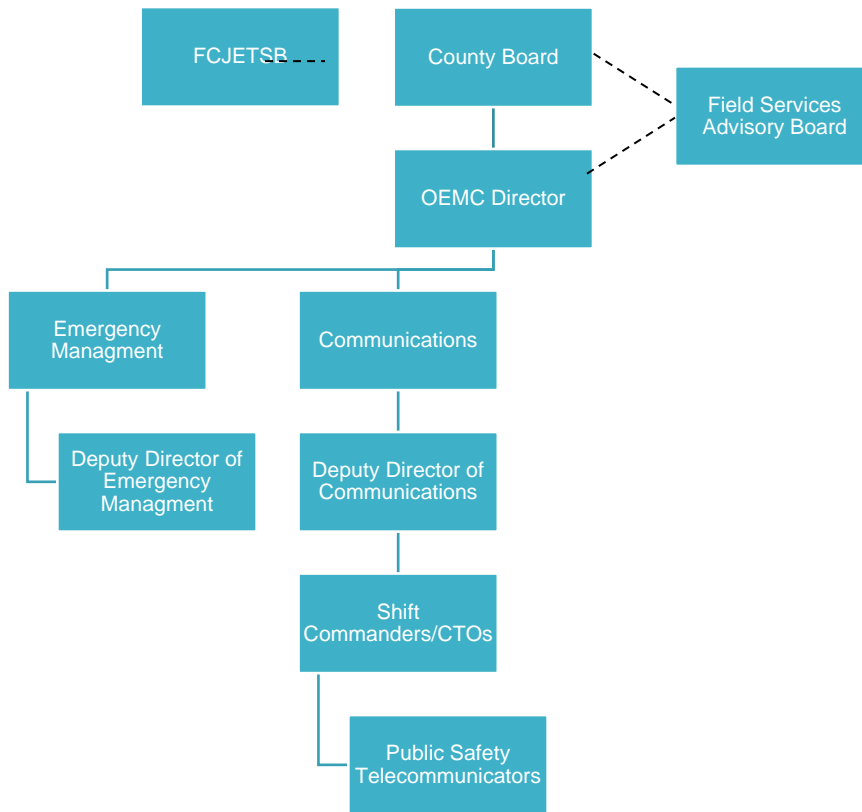 FCJETSB
County Board
Field Services
Advisory Board
OEMC Director
Emergency
Managment
Communications
Deputy Director of
Emergency
Managment
Deputy Director of
Communications
Shift
Commanders/CTOs
Public Safety
Telecommunicators